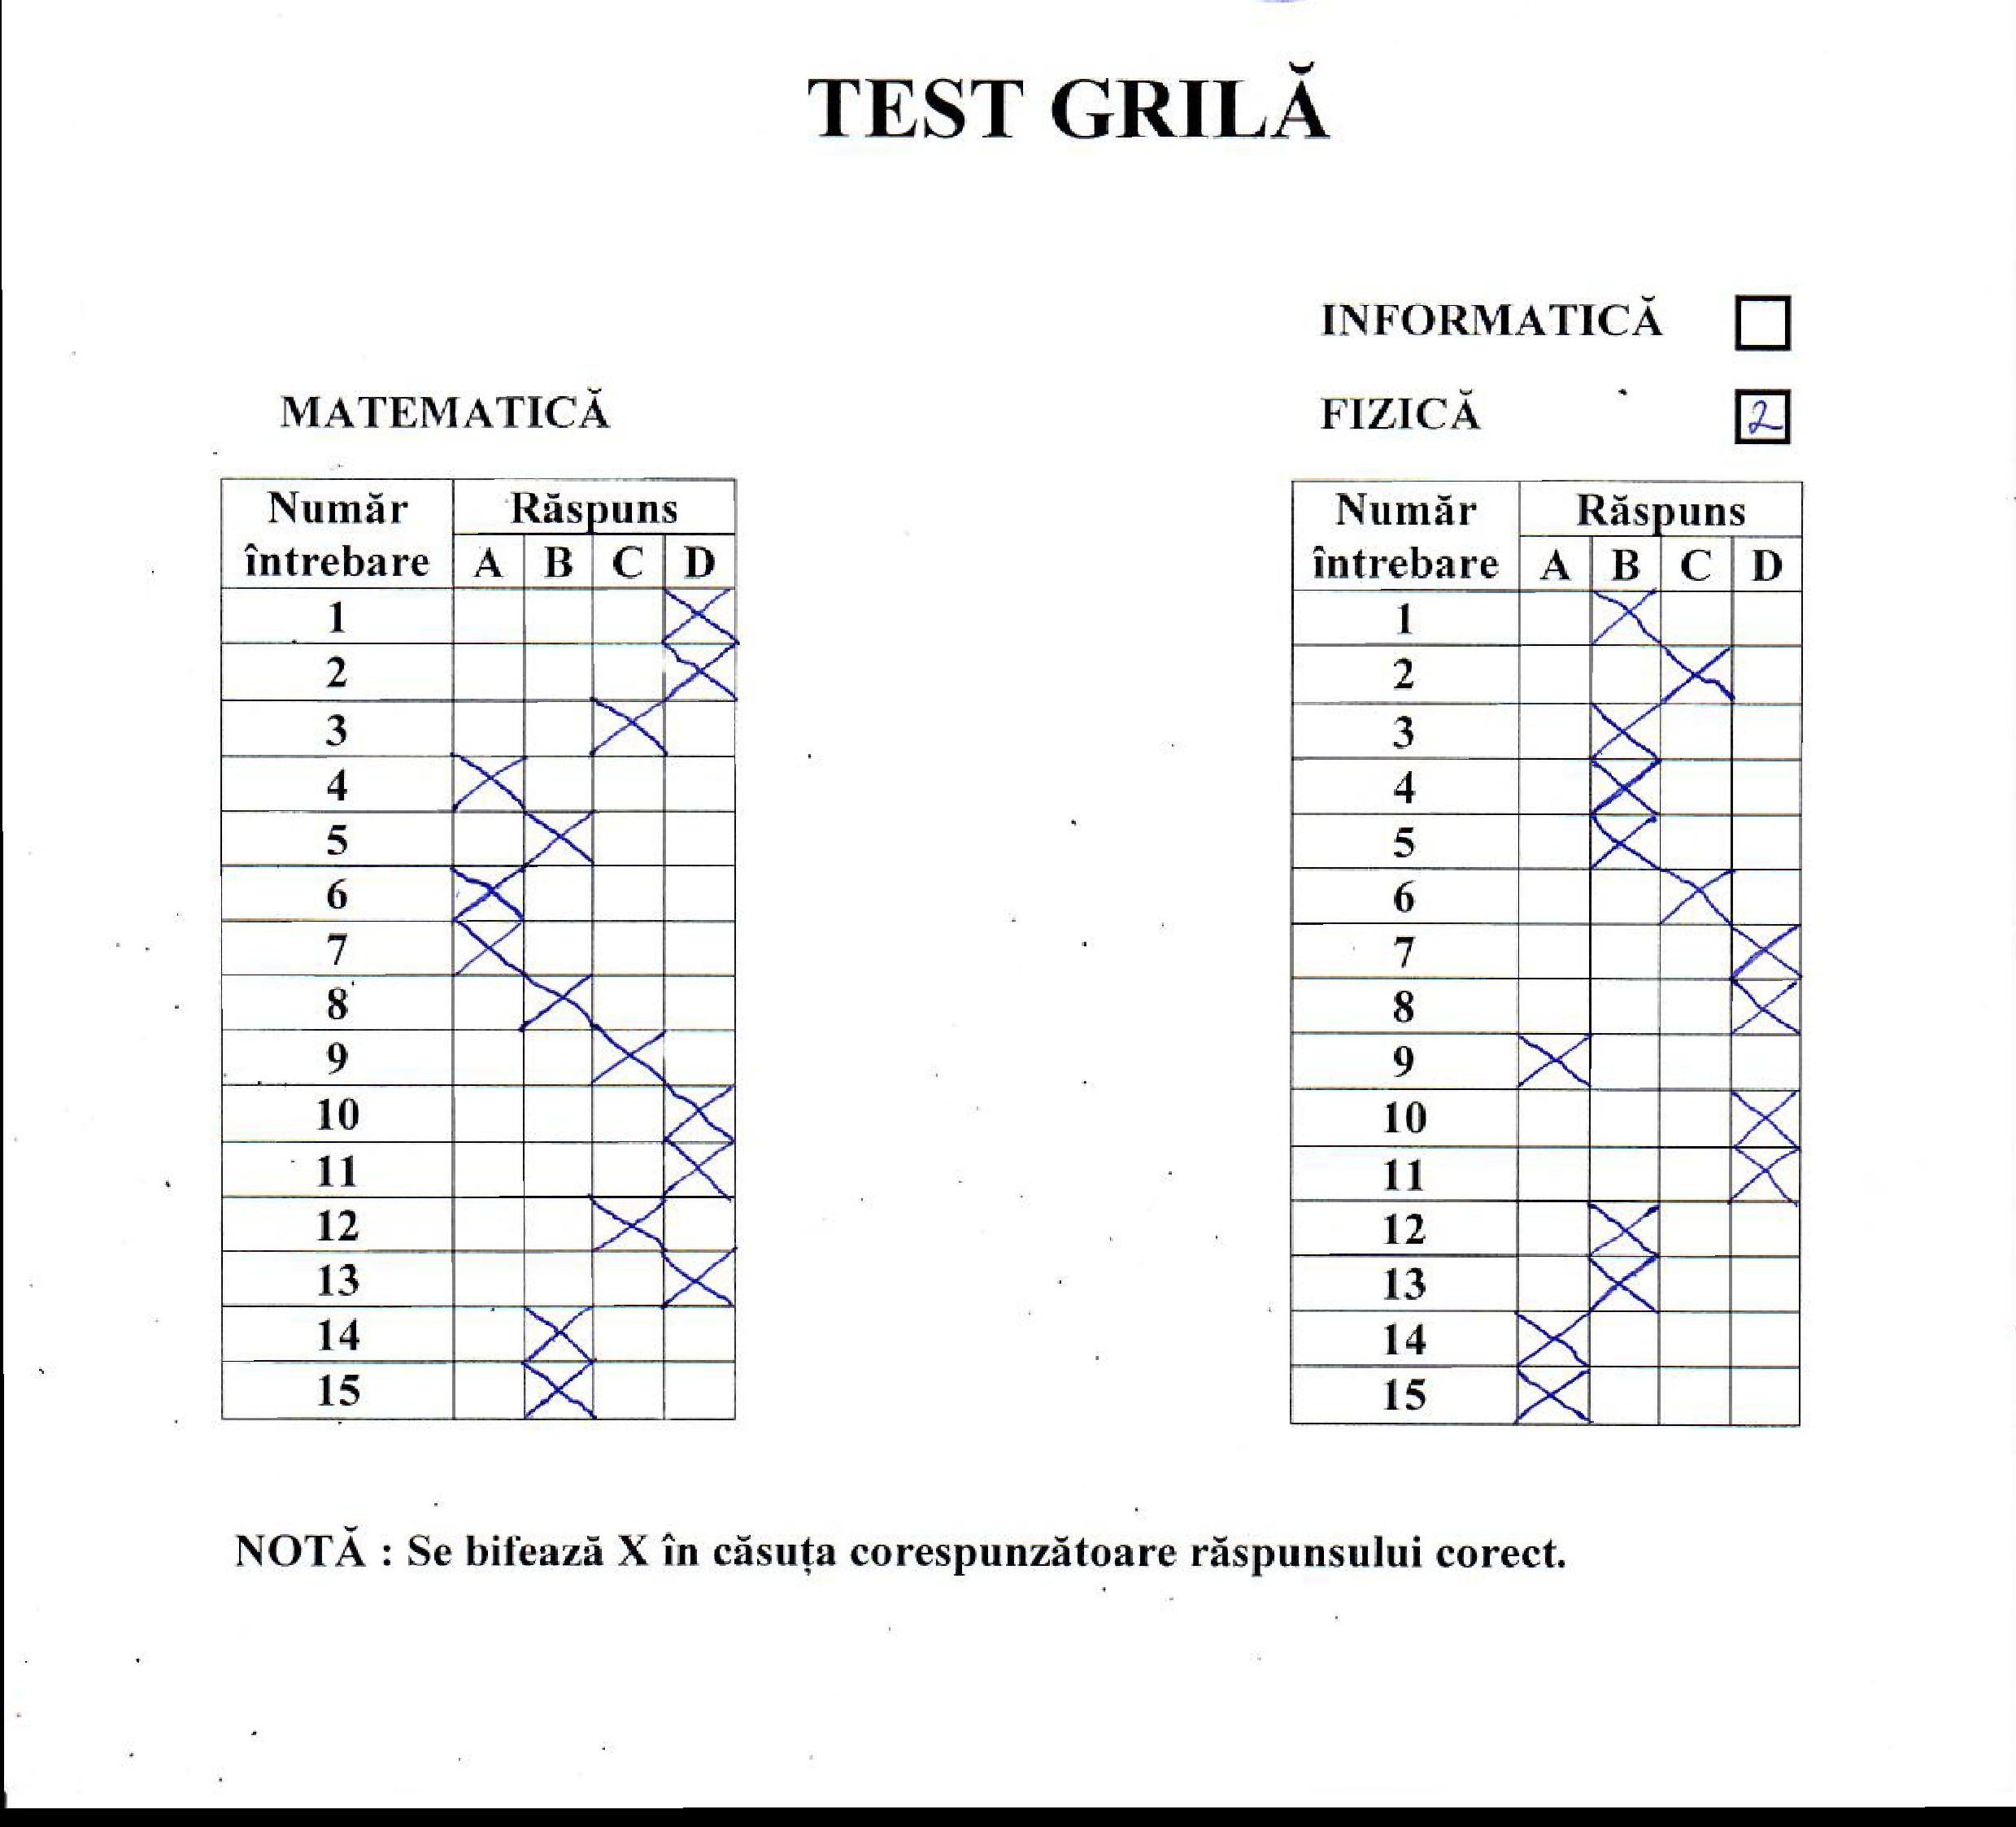 TEST GRILĂ
INFORMATICĂ
MATEMATICĂ
FIZICĂ 2
Număr întrebare Răspuns
A B C D
1 X
2 X
3 X
4 X
5 X
6 X
7 X
8 X
9 X
10 X
11 X
12 X
13 X
14 X
15 X
Număr întrebare Răspuns
A B C D
1 X
2 X
3 X
4 X
5 X
6 X
7 X
8 X
9 X
10 X
11 X
12 X
13 X
14 X
15 X
NOTĂ : Se bifează X în căsuța corespunzătoare răspunsului corect.